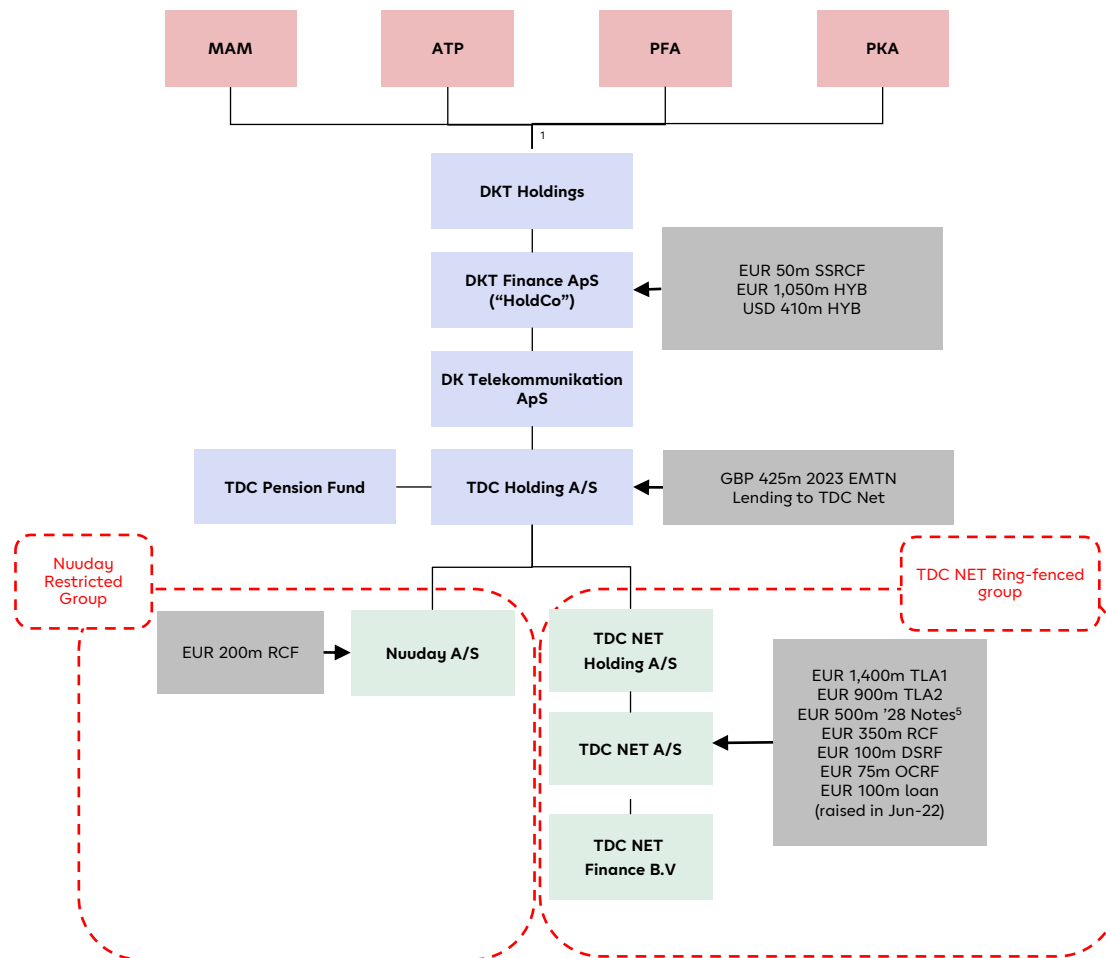 MAM
ATP
PFA
PKA
1
DKT Holdings
DKT Finance ApS
(“HoldCo”)
EUR 50m SSRCF
EUR 1,050m HYB
USD 410m HYB
DK Telekommunikation
ApS
TDC Pension Fund
TDC Holding A/S
GBP 425m 2023 EMTN
Lending to TDC Net
Nuuday
Restricted
Group
TDC NET Ring-fenced
group
EUR 200m RCF
Nuuday A/S
TDC NET
Holding A/S
TDC NET A/S
EUR 1,400m TLA1
EUR 900m TLA2
EUR 500m ’28 Notes⁵
EUR 350m RCF
EUR 100m DSRF
EUR 75m OCRF
EUR 100m loan
(raised in Jun-22)
TDC NET
Finance B.V